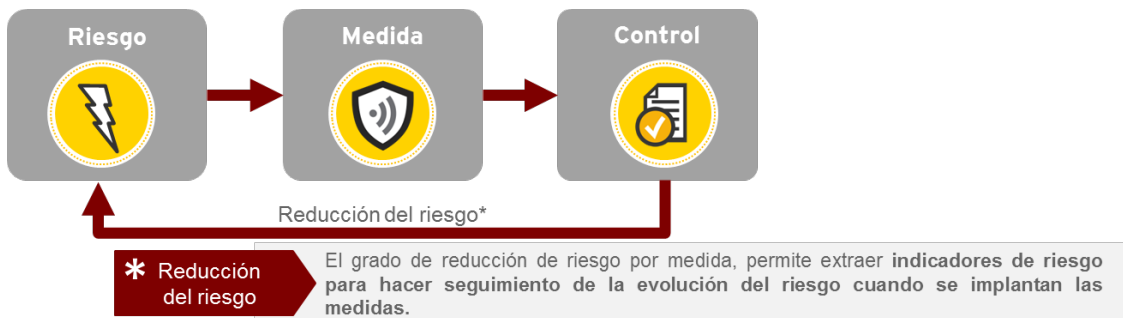 Riesgo
Medida
Control
Reducción del riesgo*
* Reducción
del riesgo
El grado de reducción de riesgo por medida, permite extraer indicadores de riesgo
para hacer seguimiento de la evolución del riesgo cuando se implantan las
medidas.